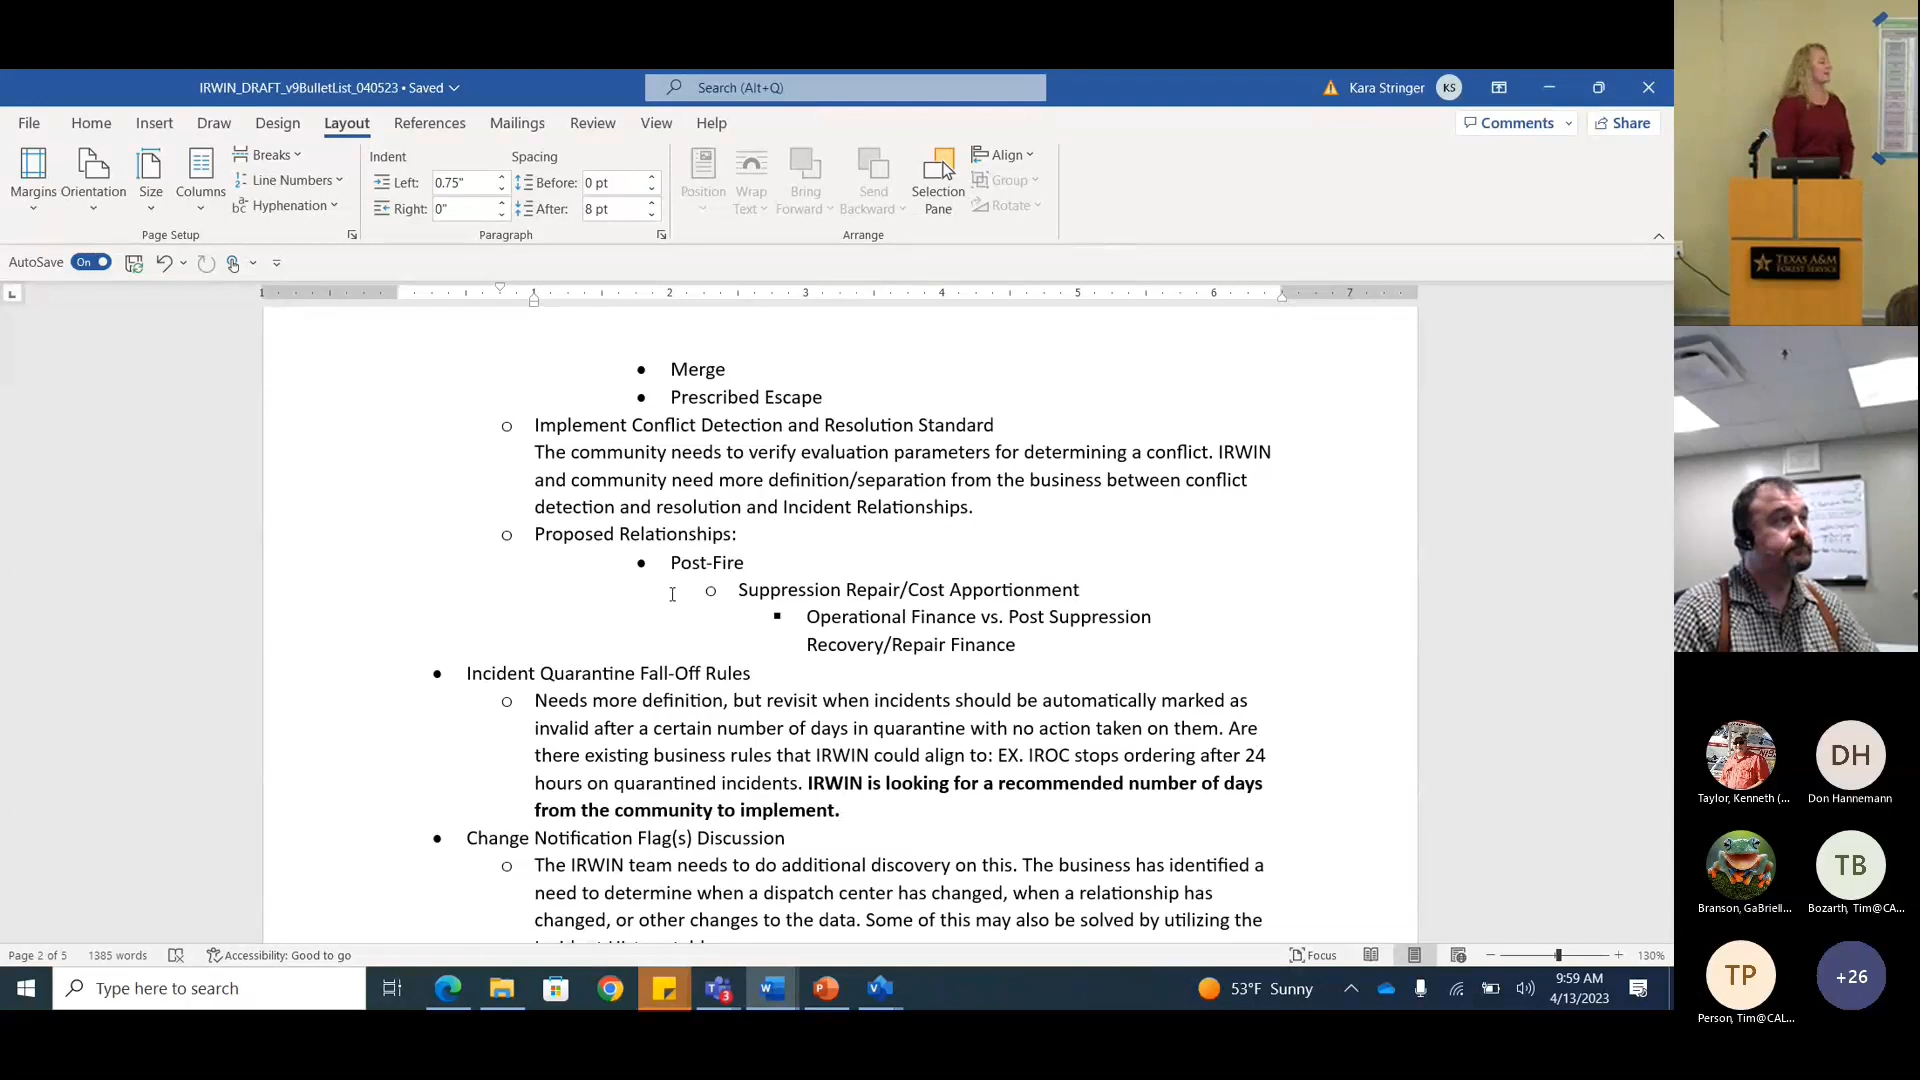 IRWIN_DRAFT_v9BulletList_040523 • Saved
Search (Alt+Q)
Kara Stringer
KS
File Home Insert Draw Design Layout References Mailings Review View Help
Comments Share
Margins Orientation Size Columns
Breaks
Line Numbers
Hyphenation
Page Setup
Indent
Left: 0.75"
Right: 0"
Spacing
Before: 0 pt
After: 8 pt
Paragraph
Position
Wrap Text
Bring Forward
Send Backward
Selection Pane
Align
Group
Rotate
Arrange
AutoSave On
1 1 2 3 4 5 6 7
• Merge
• Prescribed Escape
o Implement Conflict Detection and Resolution Standard
The community needs to verify evaluation parameters for determining a conflict. IRWIN
and community need more definition/separation from the business between conflict
detection and resolution and Incident Relationships.
o Proposed Relationships:
• Post-Fire
o Suppression Repair/Cost Apportionment
▪ Operational Finance vs. Post Suppression
Recovery/Repair Finance
• Incident Quarantine Fall-Off Rules
o Needs more definition, but revisit when incidents should be automatically marked as
invalid after a certain number of days in quarantine with no action taken on them. Are
there existing business rules that IRWIN could align to: EX. IROC stops ordering after 24
hours on quarantined incidents. IRWIN is looking for a recommended number of days
from the community to implement.
• Change Notification Flag(s) Discussion
o The IRWIN team needs to do additional discovery on this. The business has identified a
need to determine when a dispatch center has changed, when a relationship has
changed, or other changes to the data. Some of this may also be solved by utilizing the
Page 2 of 5 1385 words Accessibility: Good to go
Focus 130%
Type here to search
53°F Sunny
9:59 AM
4/13/2023
TEXAS A&M
FOREST SERVICE
DH
Taylor, Kenneth (...
Don Hannemann
TB
Branson, GaBriell...
Bozarth, Tim@CA...
TP
+26
Person, Tim@CAL...